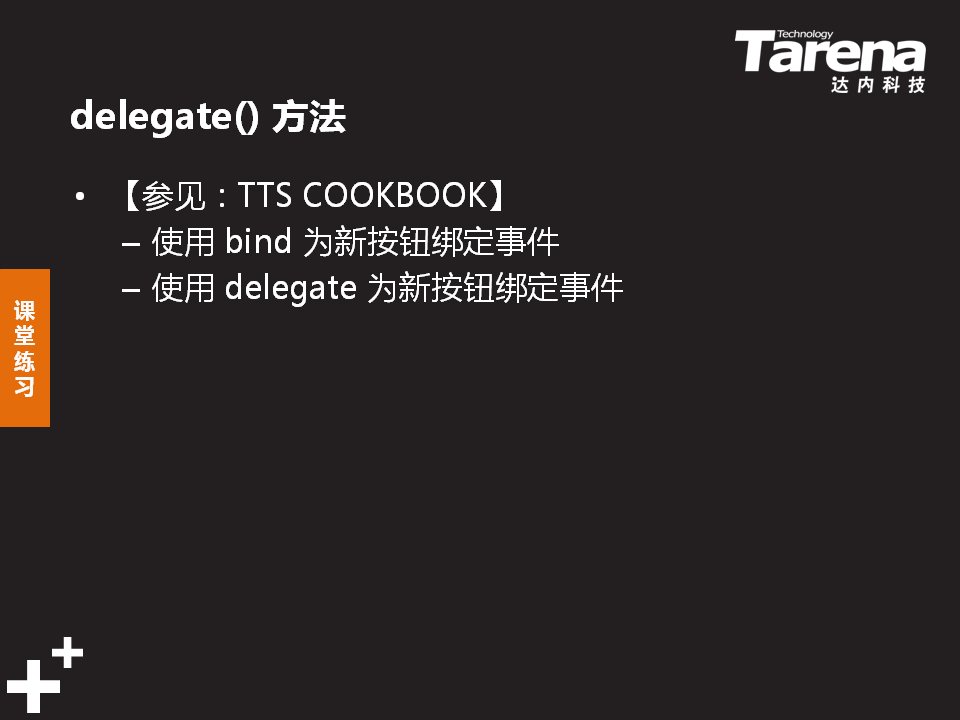 Technology
Tarena
达内科技
delegate() 方法
• 【参见：TTS COOKBOOK】
– 使用 bind 为新按钮绑定事件
– 使用 delegate 为新按钮绑定事件
课堂练习